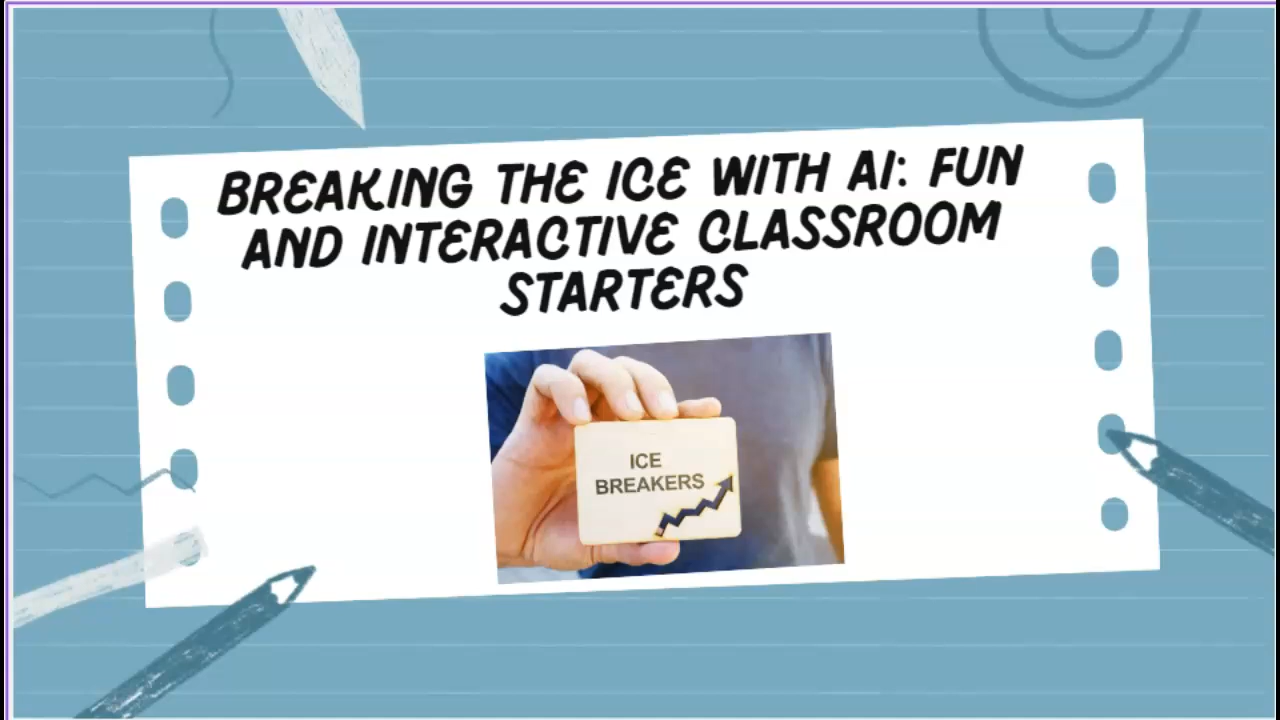 BREAKING THE ICE WITH AI: FUN
AND INTERACTIVE CLASSROOM
STARTERS
ICE
BREAKERS